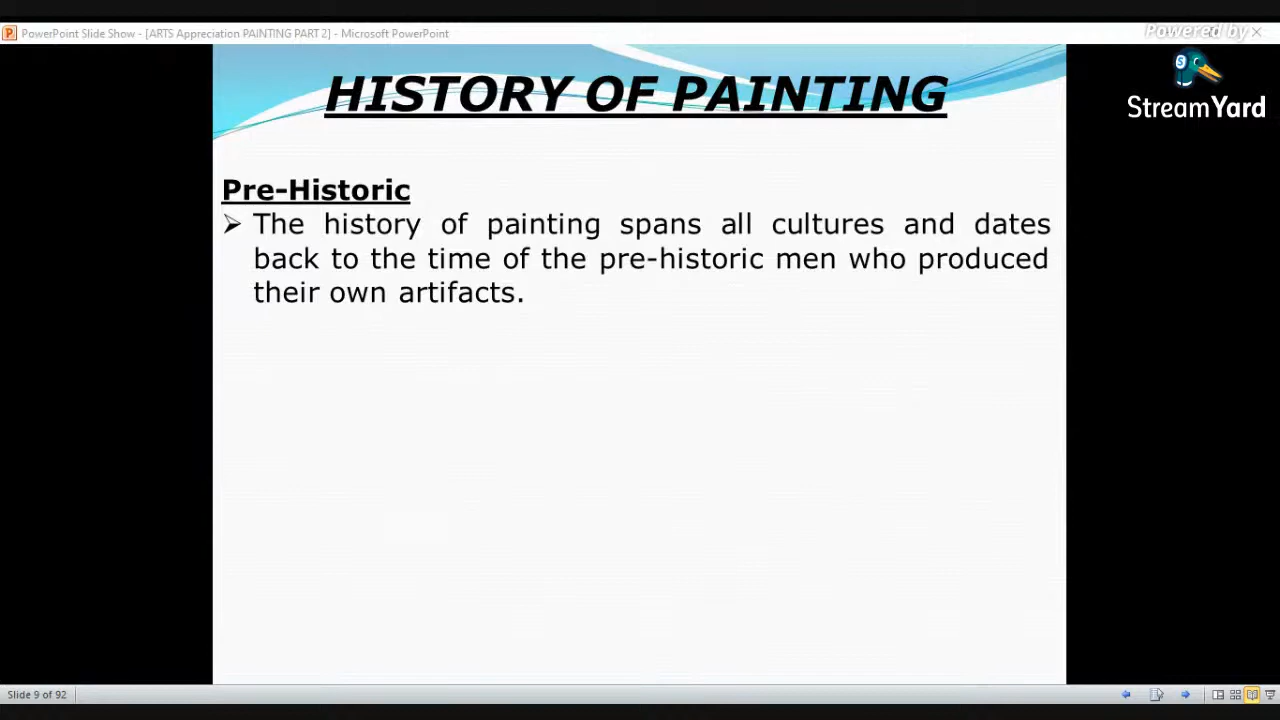 PowerPoint Slide Show - [ARTS Appreciation PAINTING PART 2] - Microsoft PowerPoint
Powered by
StreamYard
HISTORY OF PAINTING
Pre-Historic
The history of painting spans all cultures and dates
back to the time of the pre-historic men who produced
their own artifacts.
Slide 9 of 92